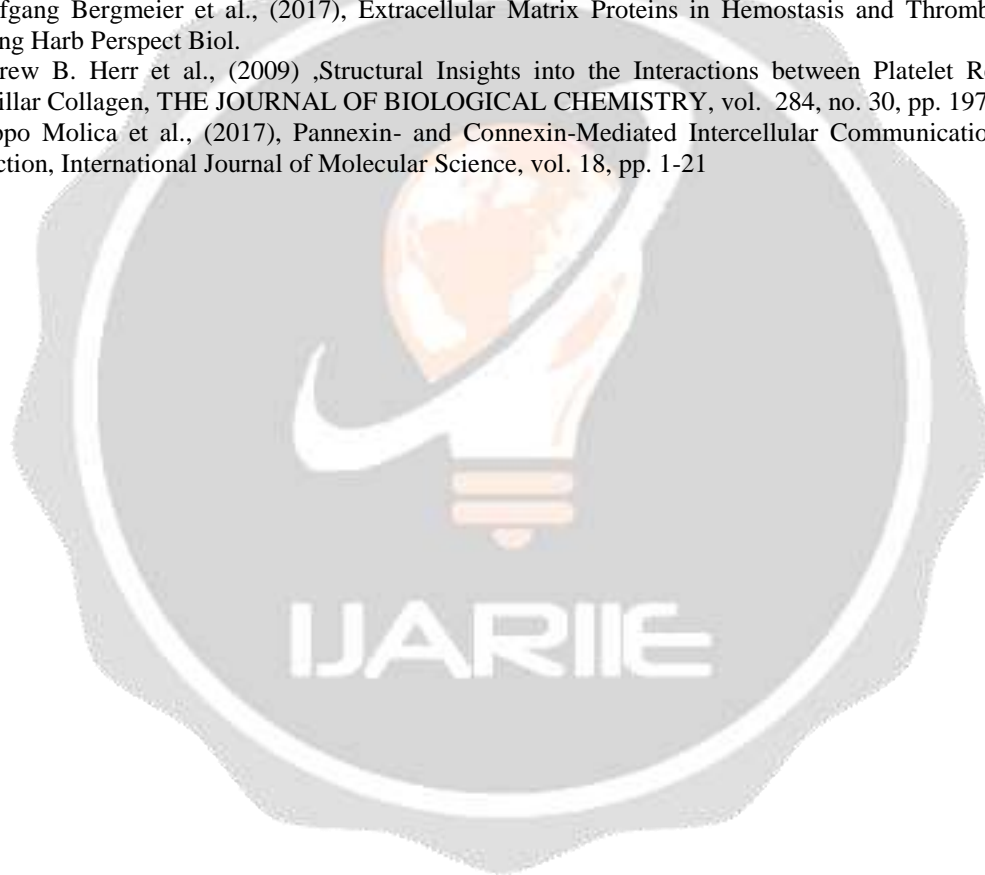 fgang Bergmeier et al., (2017), Extracellular Matrix Proteins in Hemostasis and Thromb
ng Harb Perspect Biol.
rew B. Herr et al., (2009) ,Structural Insights into the Interactions between Platelet Re
illar Collagen, THE JOURNAL OF BIOLOGICAL CHEMISTRY, vol. 284, no. 30, pp. 197
ppo Molica et al., (2017), Pannexin- and Connexin-Mediated Intercellular Communicatio
ction, International Journal of Molecular Science, vol. 18, pp. 1-21
IJARIIE